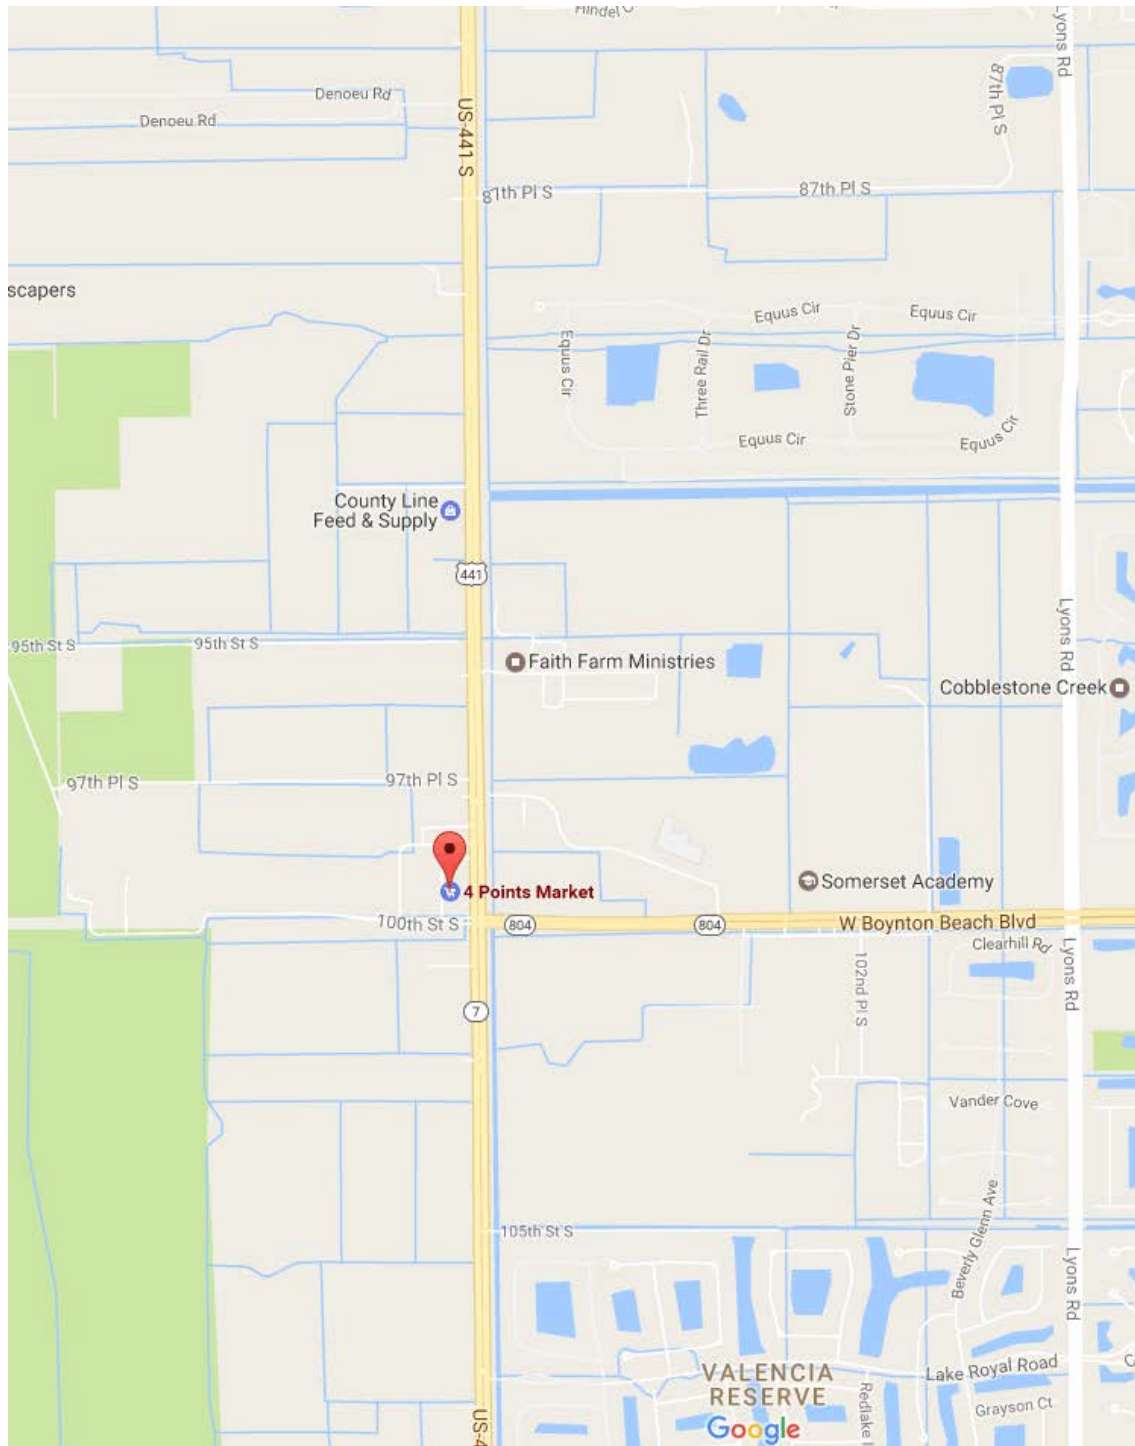 Lyons Rd
87th Pl S
Denoeu Rd
Denoeu Rd
US-441 S
81th Pl S
87th Pl S
scapers
Equus Cir
Equus Cir
Equus Cir
Three Rail Dr
Stone Pier Dr
Equus Cir
Equus Cir
County Line
Feed & Supply
441
Lyons Rd
95th St S
95th St S
Faith Farm Ministries
Cobblestone Creek
97th Pl S
97th Pl S
4 Points Market
Somerset Academy
100th St S
804
804
W Boynton Beach Blvd
Clearhill Rd
Lyons Rd
102nd Pl S
7
Vander Cove
Beverly Glenn Ave
105th St S
Lyons Rd
VALENCIA
RESERVE
Lake Royal Road
Grayson Ct
Redlake
US-4
Google